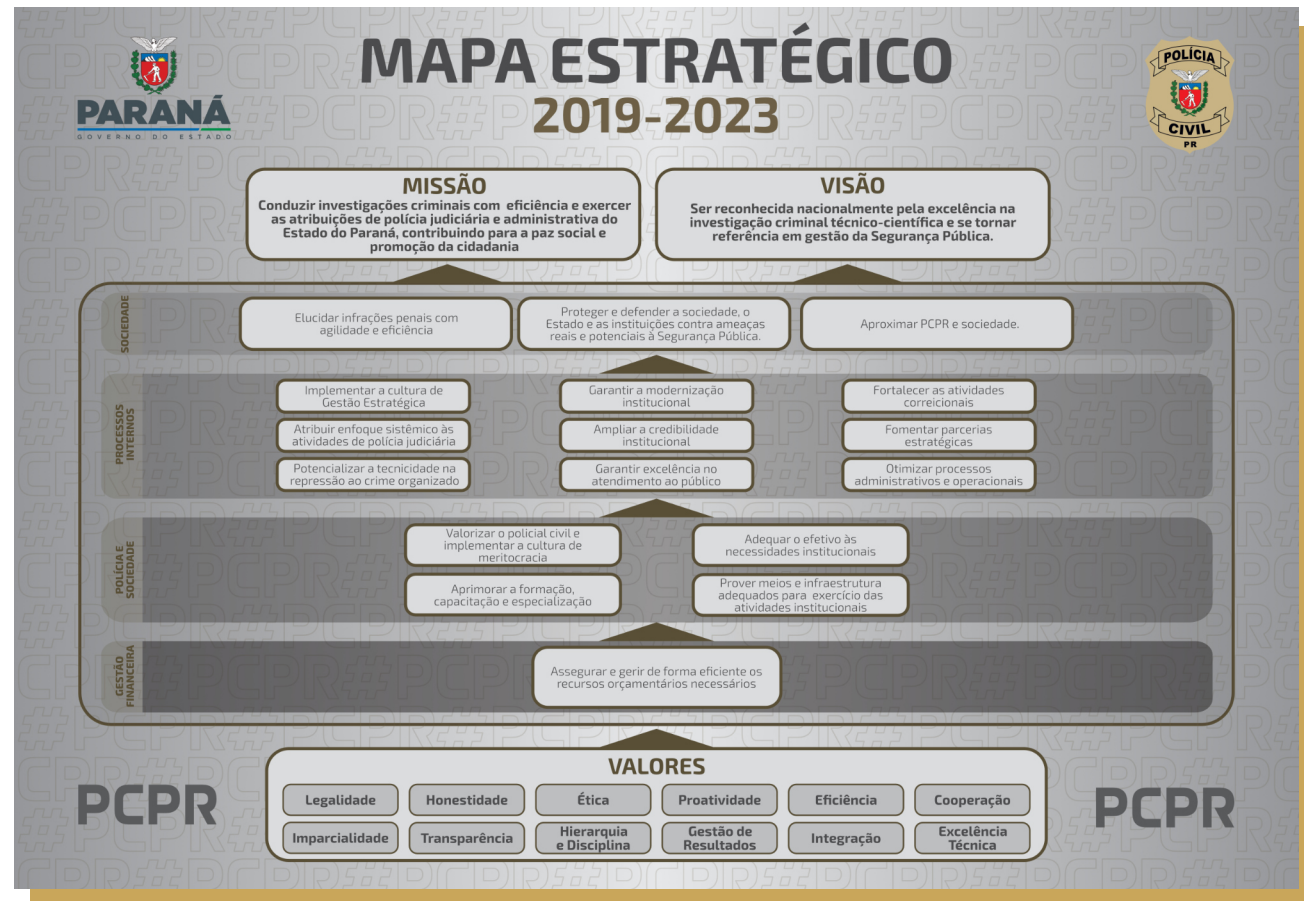 MAPA ESTRATÉGICO
2019-2023
PARANÁ
GOVERNO DO ESTADO
POLÍCIA
CIVIL
PR
MISSÃO
Conduzir investigações criminais com eficiência e exercer
as atribuições de polícia judiciária e administrativa do
Estado do Paraná, contribuindo para a paz social e
promoção da cidadania
VISÃO
Ser reconhecida nacionalmente pela excelência na
investigação criminal técnico-científica e se tornar
referência em gestão da Segurança Pública.
SOCIEDADE
Elucidar infrações penais com
agilidade e eficiência
Proteger e defender a sociedade, o
Estado e as instituições contra ameaças
reais e potenciais à Segurança Pública.
Aproximar PCPR e sociedade.
PROCESSOS
INTERNOS
Implementar a cultura de
Gestão Estratégica
Garantir a modernização
institucional
Fortalecer as atividades
correicionais
Atribuir enfoque sistêmico às
atividades de polícia judiciária
Ampliar a credibilidade
institucional
Fomentar parcerias
estratégicas
Potencializar a tecnicidade na
repressão ao crime organizado
Garantir excelência no
atendimento ao público
Otimizar processos
administrativos e operacionais
POLÍCIA E
SOCIEDADE
Valorizar o policial civil e
implementar a cultura de
meritocracia
Adequar o efetivo às
necessidades institucionais
Aprimorar a formação,
capacitação e especialização
Prover meios e infraestrutura
adequados para exercício das
atividades institucionais
GESTÃO
FINANCEIRA
Assegurar e gerir de forma eficiente os
recursos orçamentários necessários
PCPR
VALORES
Legalidade
Honestidade
Ética
Proatividade
Eficiência
Cooperação
Imparcialidade
Transparência
Hierarquia
e Disciplina
Gestão de
Resultados
Integração
Excelência
Técnica
PCPR